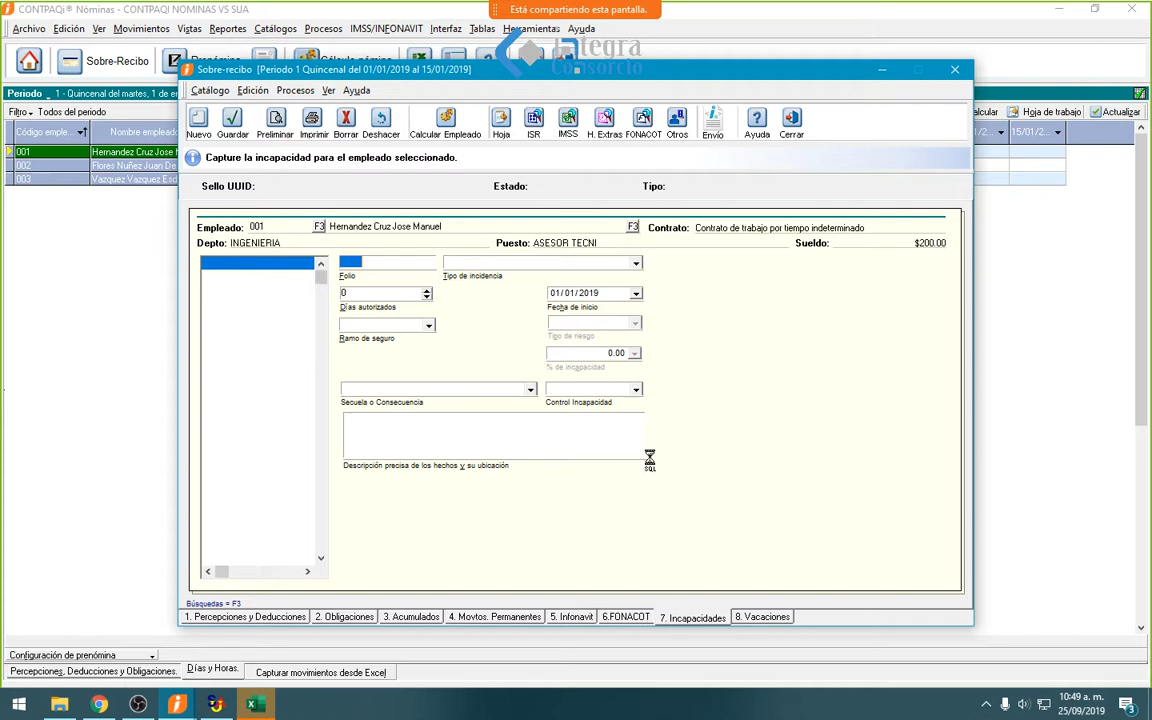 CONTPAQi® Nóminas - CONTPAQI NOMINAS VS SUA
Está compartiendo esta pantalla.
Archivo Edición Ver Movimientos Vistas Reportes Catálogos Procesos IMSS/INFONAVIT Interfaz Tablas Herramientas Ayuda
Integra
Consorcio
Sobre-Recibo
Sobre-recibo [Periodo 1 Quincenal del 01/01/2019 al 15/01/2019]
Periodo 1 - Quincenal del martes, 1 de
Catálogo Edición Procesos Ver Ayuda
Filtro Todos del periodo
Hoja de trabajo Actualizar
Nuevo Guardar Preliminar Imprimir Borrar Deshacer Calcular Empleado Hoja ISR IMSS H. Extras FONACOT Otros Envío Ayuda Cerrar
Código emple... Nombre empleado
15/01/2019
001 Hernandez Cruz Jose
002 Flores Nuñez Juan De
003 Vazquez Vazquez
Capture la incapacidad para el empleado seleccionado.
Sello UUID: Estado: Tipo:
Empleado: 001 F3 Hernandez Cruz Jose Manuel F3 Contrato: Contrato de trabajo por tiempo indeterminado
Depto: INGENIERIA Puesto: ASESOR TECNI Sueldo: $200.00
Folio Tipo de incidencia
0 01/01/2019
Días autorizados Fecha de inicio
Ramo de seguro Tipo de riesgo
0.00
% de incapacidad
Secuela o Consecuencia Control Incapacidad
SQL
Descripción precisa de los hechos y su ubicación
Búsquedas = F3
1. Percepciones y Deducciones 2. Obligaciones 3. Acumulados 4. Movtos. Permanentes 5. Infonavit 6.FONACOT 7. Incapacidades 8. Vacaciones
Configuración de prenómina
Percepciones, Deducciones y Obligaciones. Días y Horas. Capturar movimientos desde Excel
10:49 a. m.
25/09/2019
3